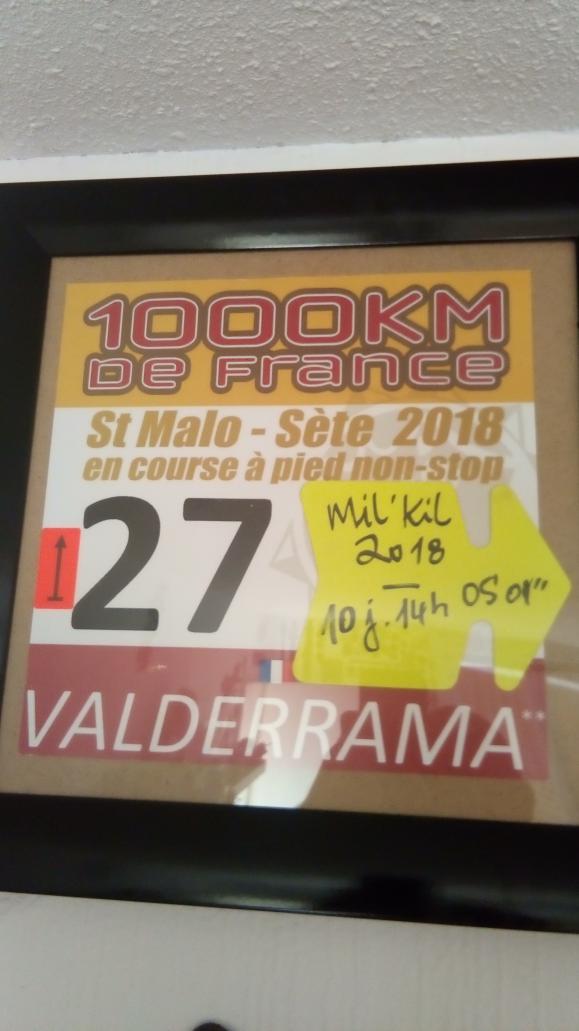 1000KM
De France
St Malo - Sète 2018
en course à pied non-stop
27
Mil'Kil
2018
10 j. 14h 05 01"
VALDERRAMA**